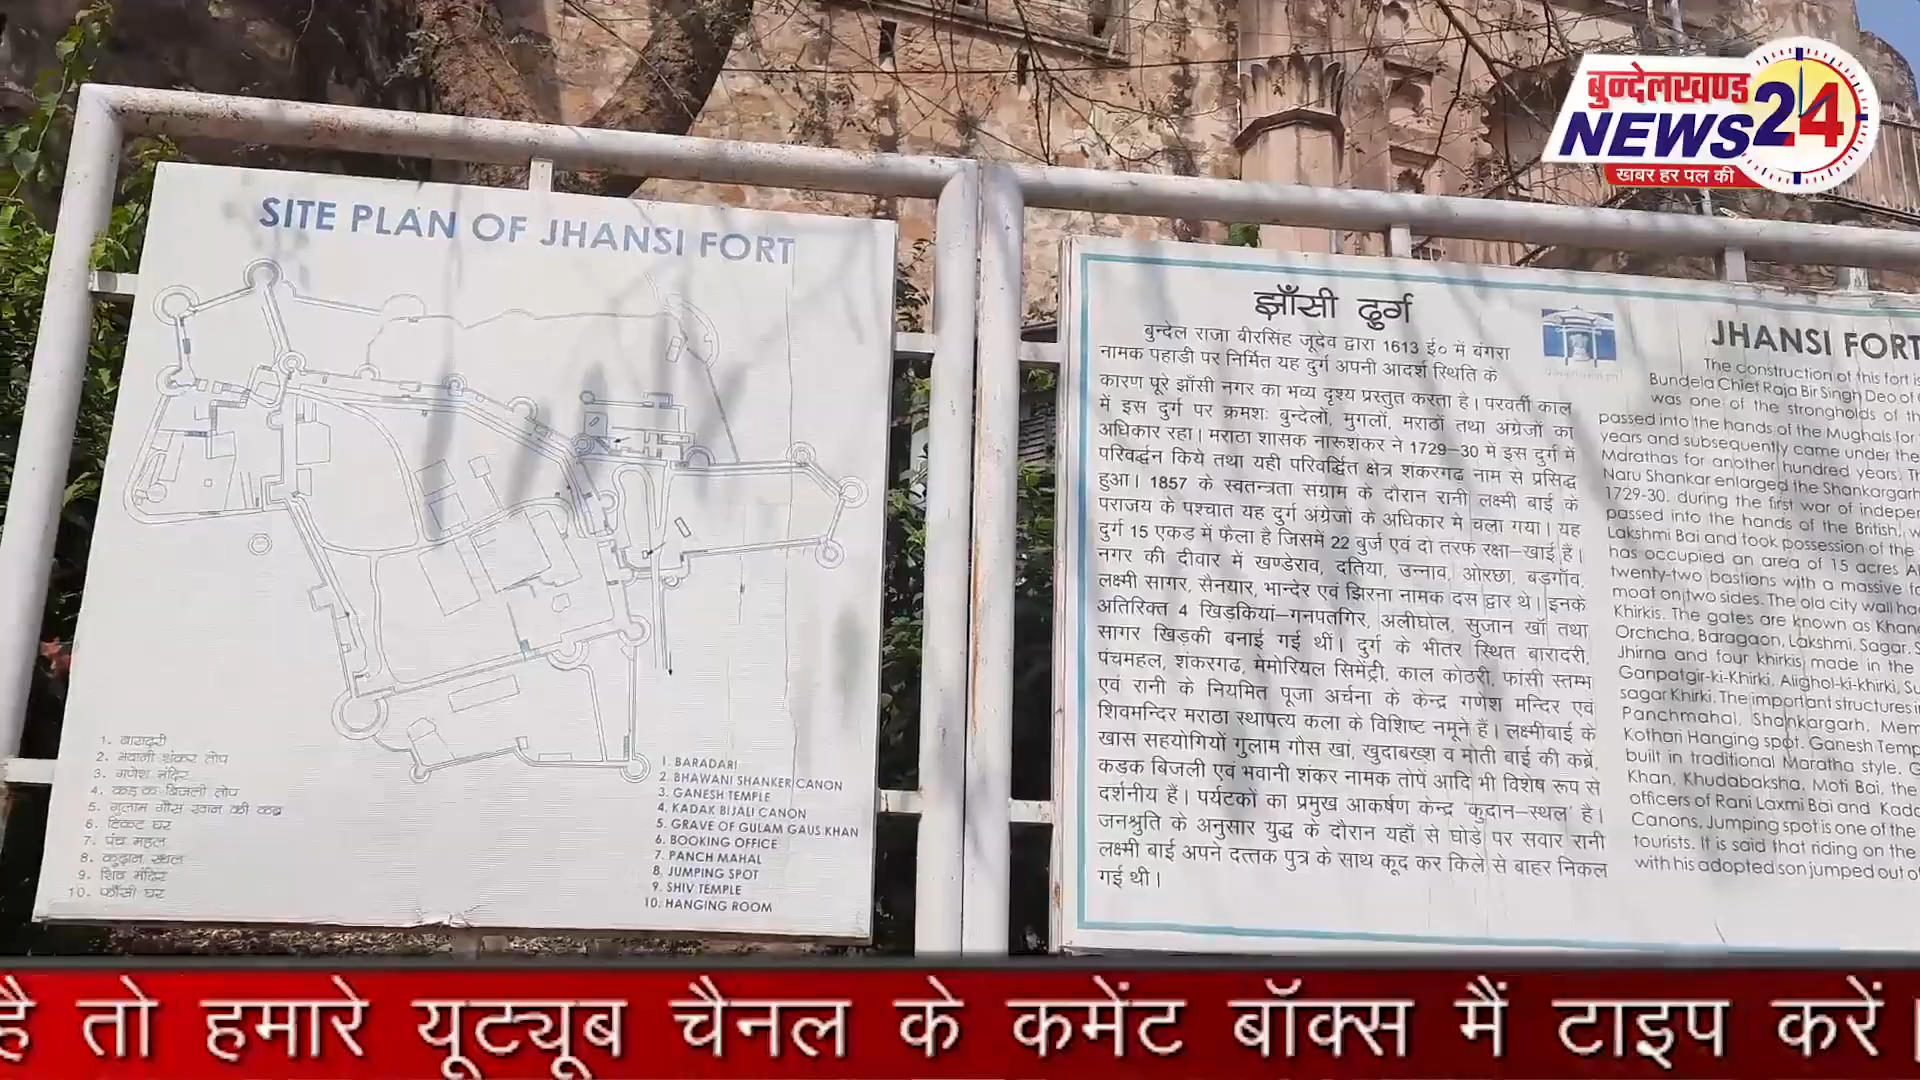 बुन्देलखण्ड
NEWS 24
खबर हर पल की
SITE PLAN OF JHANSI FORT
1. बारादरी
2. भवानी शंकर तोप
3. गणेश मंदिर
4. कड़क बिजली तोप
5. गुलाम गौस खान की कब्र
6. टिकट घर
7. पंच महल
8. कूदान स्थल
9. शिव मंदिर
10. फाँसी घर
1. BARADARI
2. BHAWANI SHANKER CANON
3. GANESH TEMPLE
4. KADAK BIJALI CANON
5. GRAVE OF GULAM GAUS KHAN
6. BOOKING OFFICE
7. PANCH MAHAL
8. JUMPING SPOT
9. SHIV TEMPLE
10. HANGING ROOM
झाँसी दुर्ग
बुन्देल राजा बीरसिंह जूदेव द्वारा 1613 ई० में बंगरा
नामक पहाडी पर निर्मित यह दुर्ग अपनी आदर्श स्थिति के
कारण पूरे झाँसी नगर का भव्य दृश्य प्रस्तुत करता है। परवर्ती काल
में इस दुर्ग पर क्रमशः बुन्देलों, मुगलों, मराठों तथा अंग्रेजों का
अधिकार रहा। मराठा शासक नारूशंकर ने 1729–30 में इस दुर्ग में
परिवर्द्धन किये तथा यही परिवर्द्धित क्षेत्र शंकरगढ नाम से प्रसिद्ध
हुआ। 1857 के स्वतन्त्रता संग्राम के दौरान रानी लक्ष्मी बाई के
पराजय के पश्चात यह दुर्ग अंग्रेजों के अधिकार मे चला गया। यह
दुर्ग 15 एकड में फैला है जिसमें 22 बुर्ज एवं दो तरफ रक्षा–खाई हैं।
नगर की दीवार में खण्डेराव, दतिया, उन्नाव, ओरछा, बड़गाँव,
लक्ष्मी सागर, सैनयार, भान्देर एवं झिरना नामक दस द्वार थे। इनके
अतिरिक्त 4 खिड़कियां–गनपतगिर, अलीघोल, सुजान खाँ तथा
सागर खिड़की बनाई गई थीं। दुर्ग के भीतर स्थित बारादरी,
पंचमहल, शंकरगढ, मेमोरियल सिमेंट्री, काल कोठरी, फांसी स्तम्भ
एवं रानी के नियमित पूजा अर्चना के केन्द्र गणेश मन्दिर एवं
शिवमन्दिर मराठा स्थापत्य कला के विशिष्ट नमूने हैं। लक्ष्मीबाई के
खास सहयोगियों गुलाम गौस खां, खुदाबख्श व मोती बाई की कब्रें,
कडक बिजली एवं भवानी शंकर नामक तोपें आदि भी विशेष रूप से
दर्शनीय हैं। पर्यटकों का प्रमुख आकर्षण केन्द्र 'कूदान–स्थल' है।
जनश्रुति के अनुसार युद्ध के दौरान यहाँ से घोड़े पर सवार रानी
लक्ष्मी बाई अपने दत्तक पुत्र के साथ कूद कर किले से बाहर निकल
गई थी।
JHANSI FORT
The construction of this fort is
Bundela Chief Raja Bir Singh Deo of
was one of the strongholds of th
passed into the hands of the Mughals for
years and subsequently came under the
Marathas for another hundred years. Th
Naru Shankar enlarged the Shankargarh
1729-30. during the first war of indepen
passed into the hands of the British, w
Lakshmi Bai and took possession of the
has occupied an area of 15 acres
twenty-two bastions with a massive fo
moat on two sides. The old city wall had
Khirkis. The gates are known as Khan
Orchcha, Baragaon, Lakshmi, Sagar, S
Jhirna and four khirkis made in the
Ganpatgir-ki-Khirki, Alighol-ki-khirki, Su
sagar Khirki. The important structures i
Panchmahal, Shankargarh, Mem
Kothari Hanging spot, Ganesh Temp
built in traditional Maratha style. G
Khan, Khudabaksha, Moti Bai, the
officers of Rani Laxmi Bai and Kada
Canons, Jumping spot is one of the
tourists. It is said that riding on the
with his adopted son jumped out of
है तो हमारे यूट्यूब चैनल के कमेंट बॉक्स मैं टाइप करें।